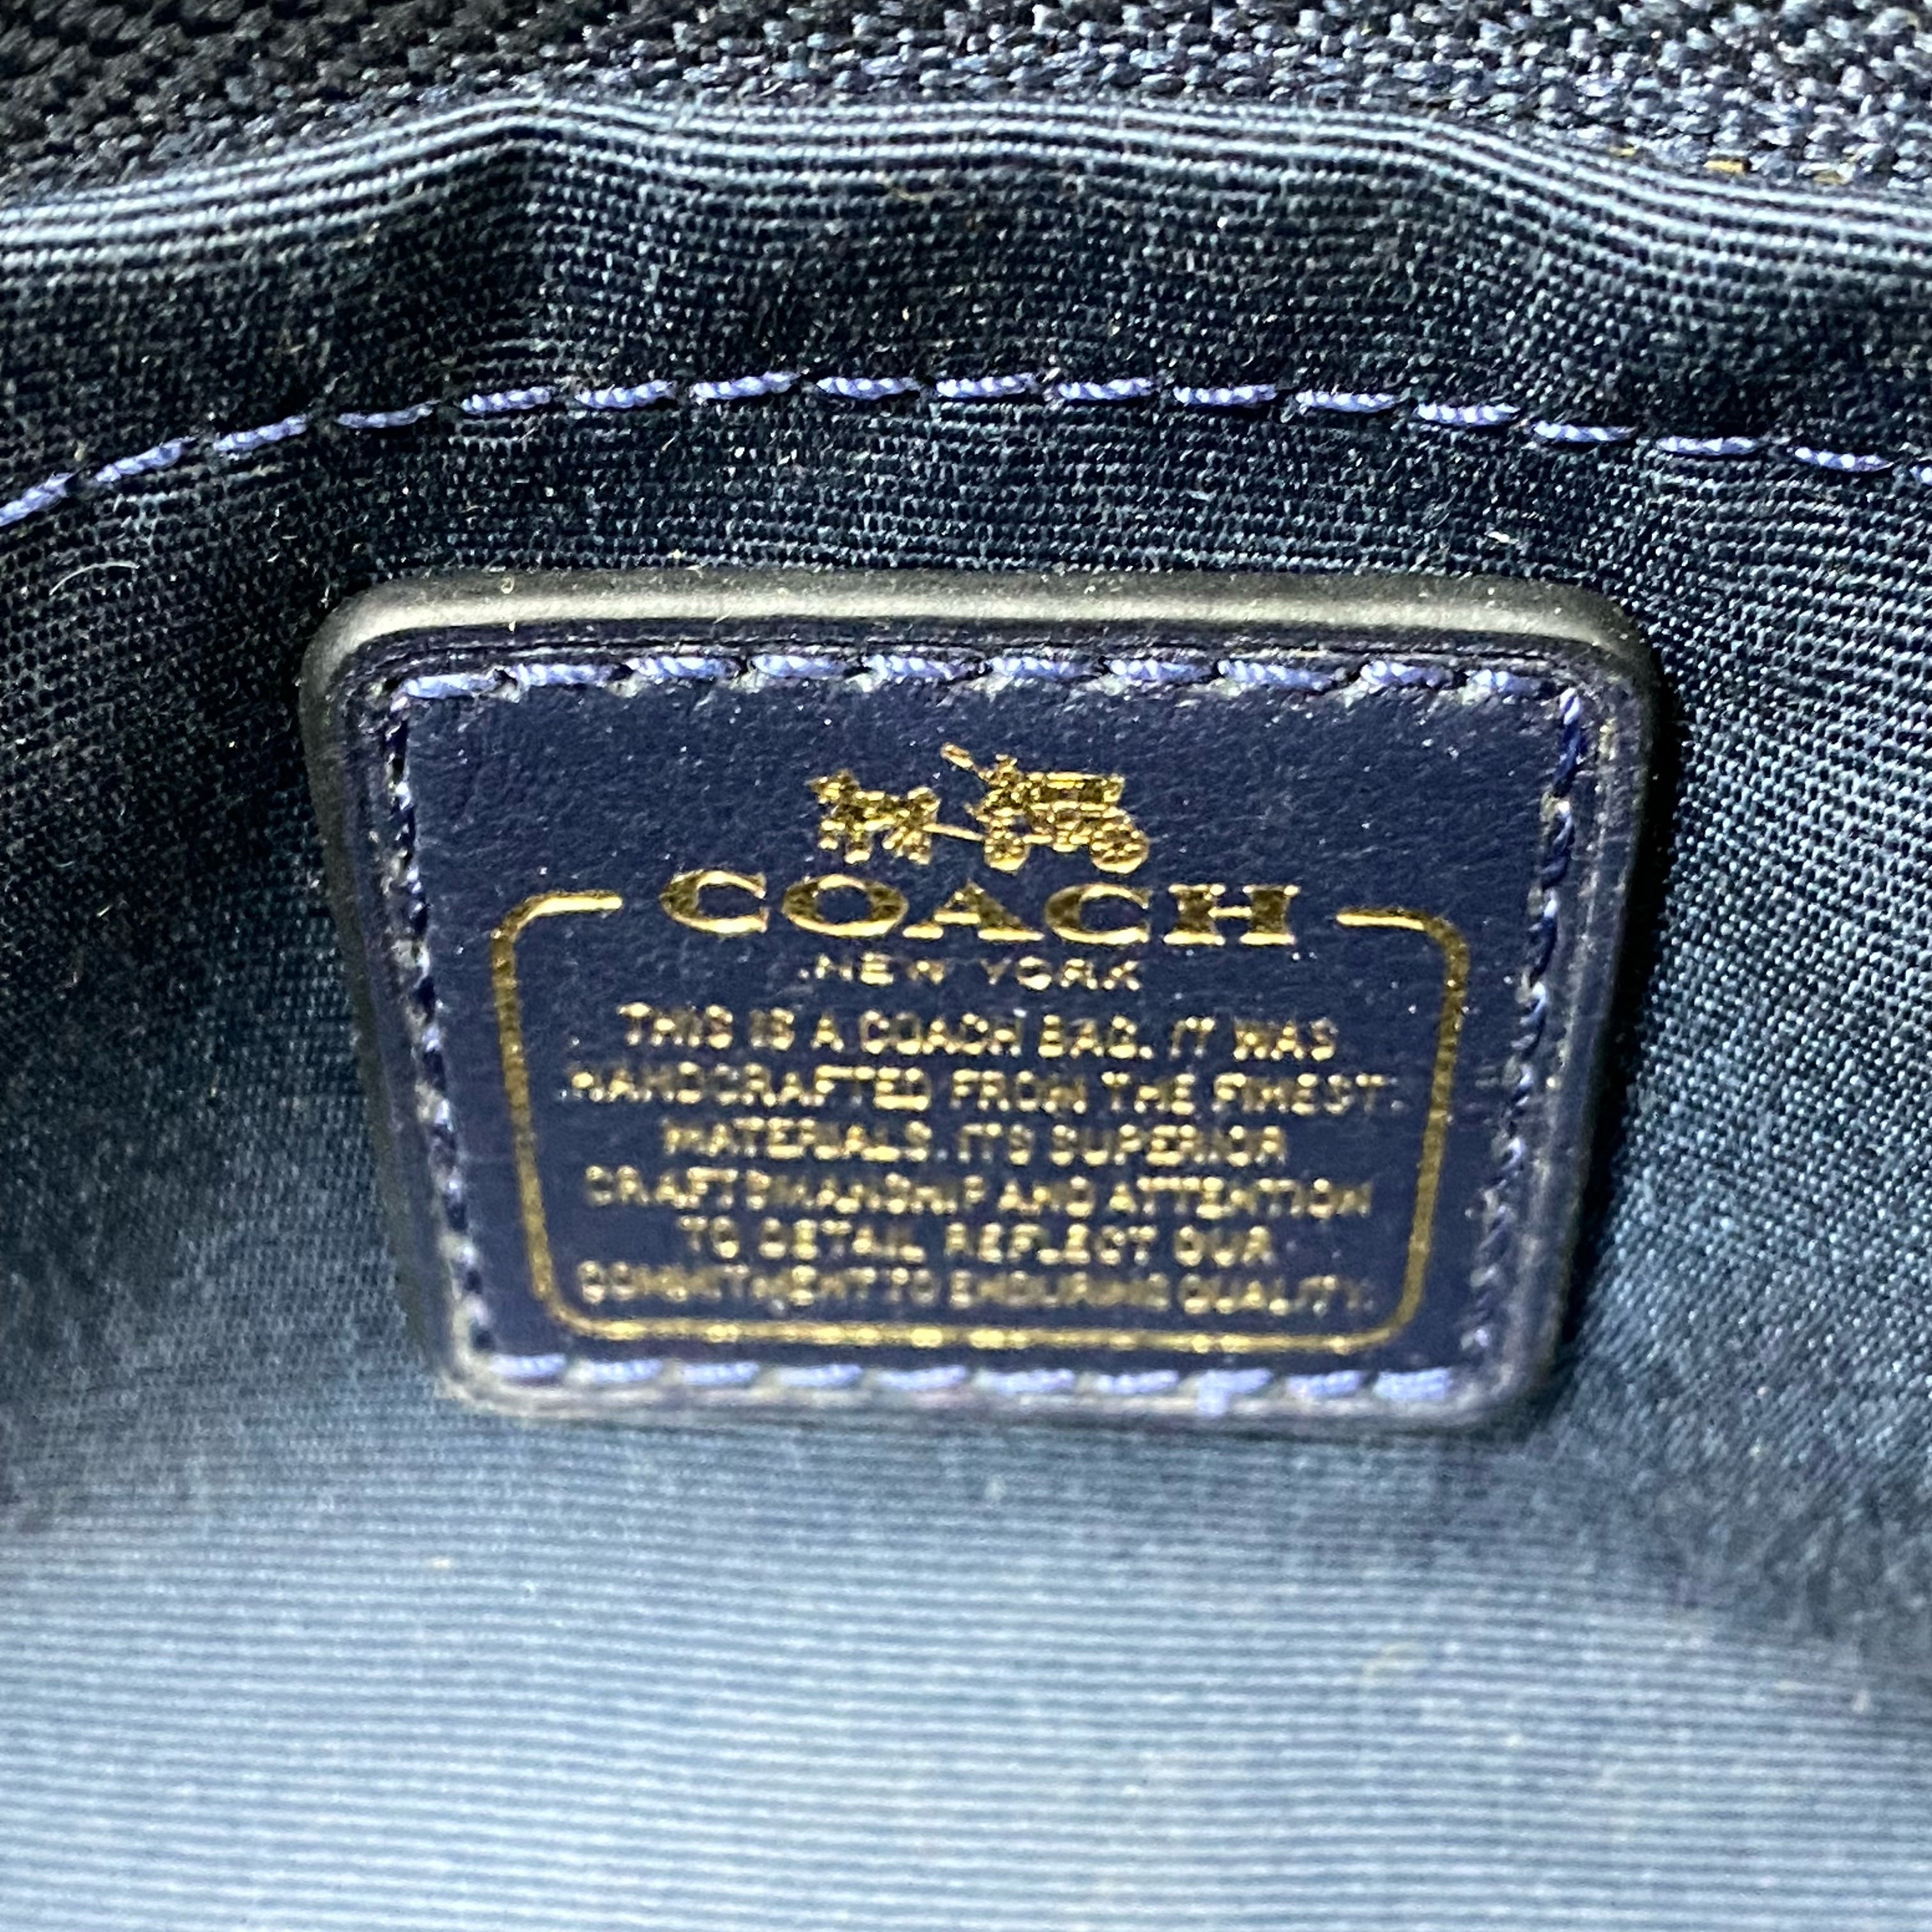 COACH
NEW YORK
THIS IS A COACH BAG. IT WAS
HANDCRAFTED FROM THE FINEST
MATERIALS. ITS SUPERIOR
CRAFTSMANSHIP AND ATTENTION
TO DETAIL REFLECT OUR
COMMITMENT TO ENDURING QUALITY.